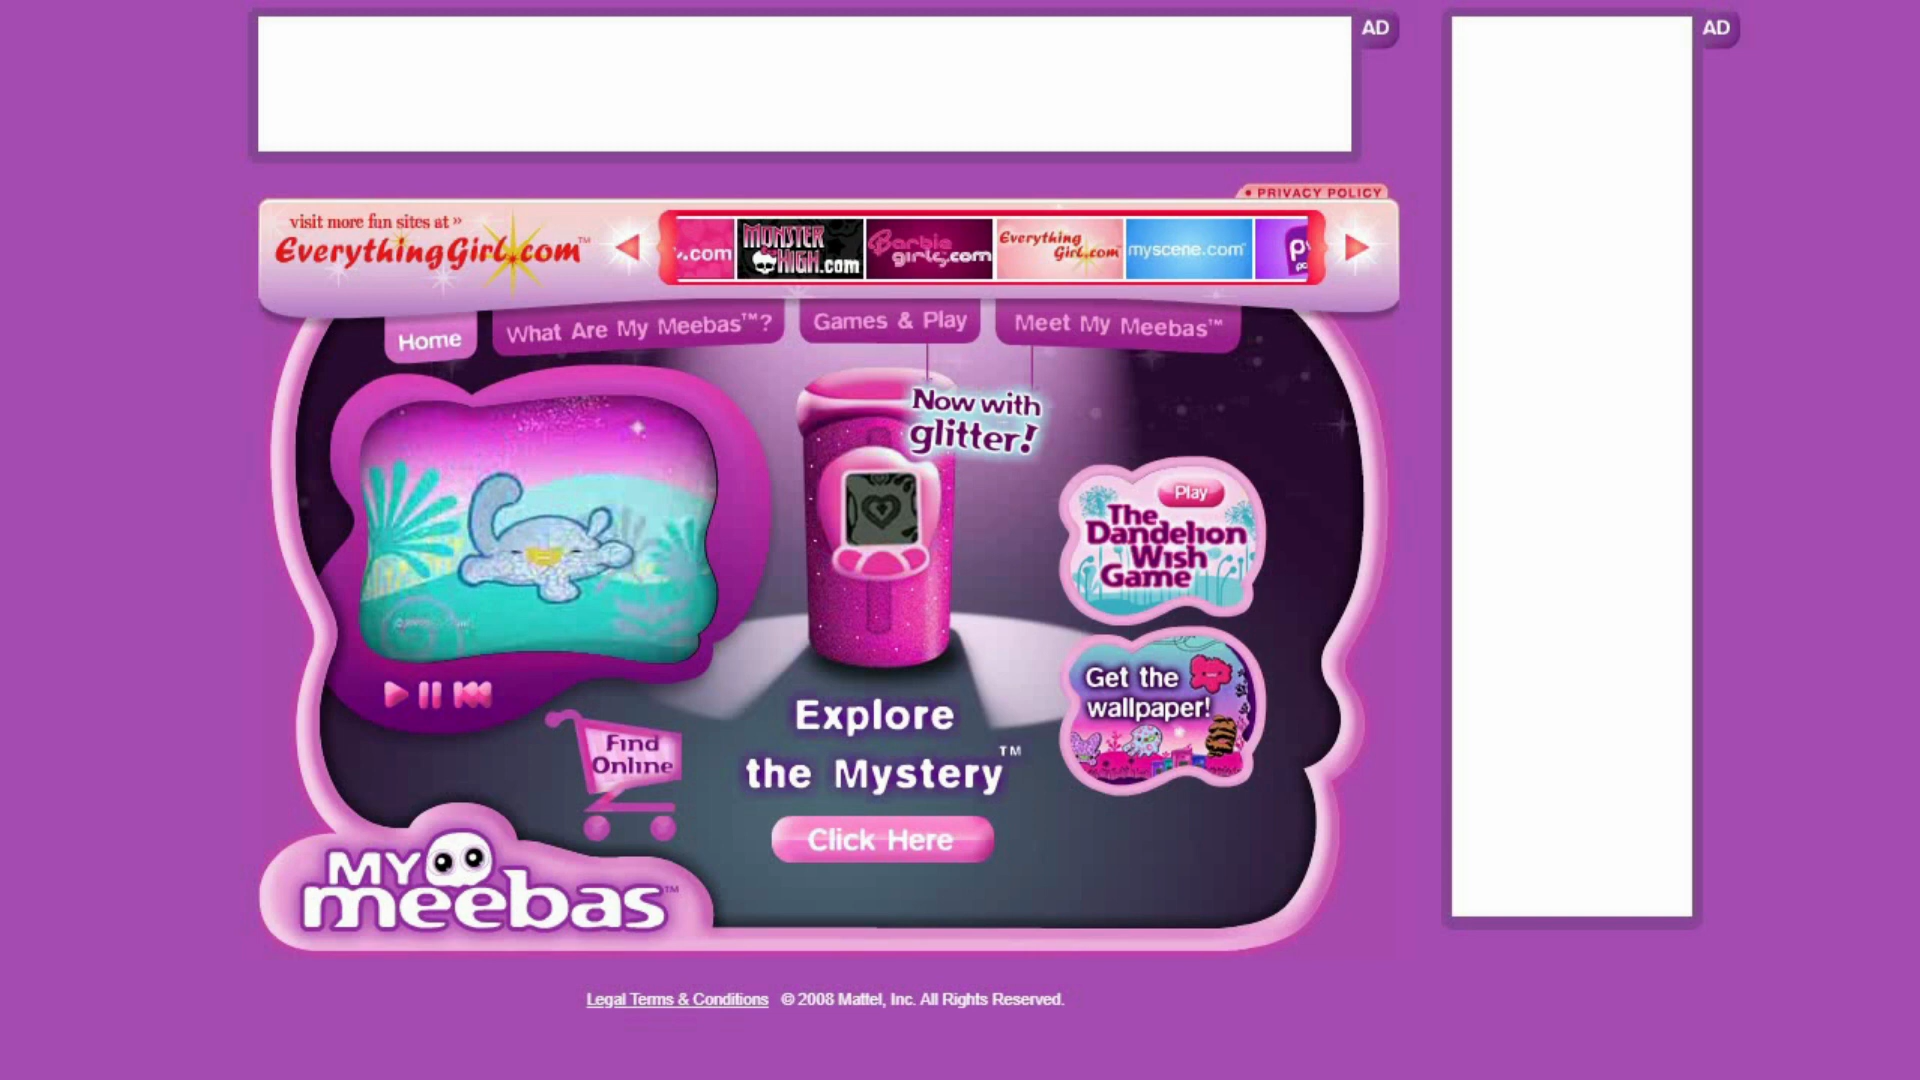 AD
AD
• PRIVACY POLICY
visit more fun sites at »
EverythingGirl.com™
.com
MONSTER HIGH.com
Barbie girls.com
Everything Girl.com
myscene.com
Home
What Are My Meebas™?
Games & Play
Meet My Meebas™
Now with
glitter!
Play
The
Dandelion
Wish
Game
Get the
wallpaper!
Find
Online
Explore
the Mystery™
Click Here
MY
meebas™
Legal Terms & Conditions © 2008 Mattel, Inc. All Rights Reserved.